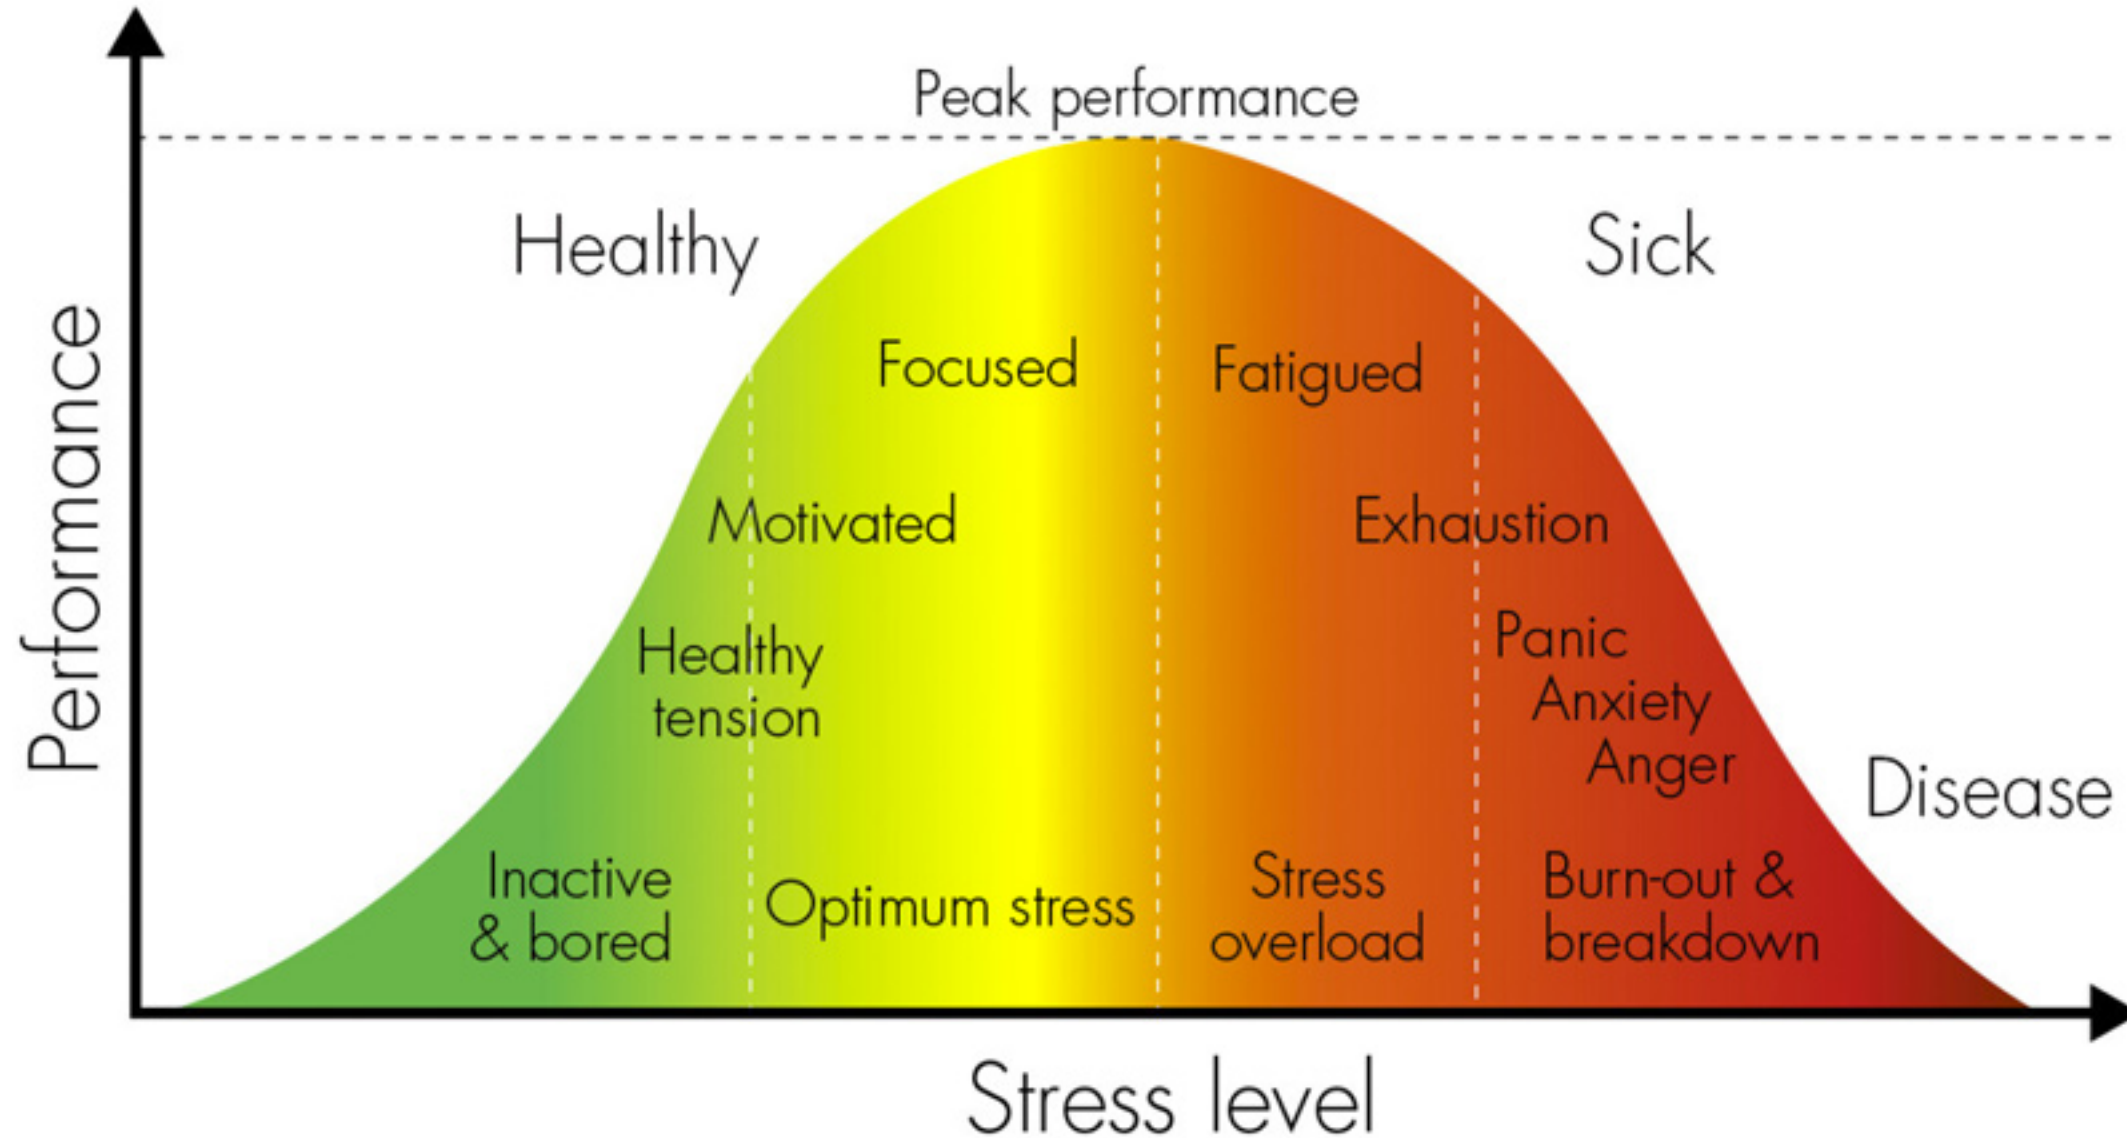 Peak performance
Healthy
Sick
Performance
Focused
Fatigued
Motivated
Exhaustion
Healthy
tension
Panic
Anxiety
Anger
Disease
Inactive
& bored
Optimum stress
Stress
overload
Burn-out &
breakdown
Stress level